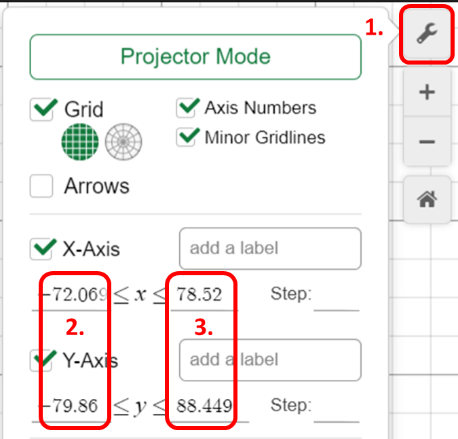 1.
Projector Mode
Grid
Axis Numbers
Minor Gridlines
Arrows
X-Axis
add a label
-72.069 ≤ x ≤ 78.52 Step:
2.
3.
Y-Axis
add a label
-79.86 ≤ y ≤ 88.449 Step:
+
−